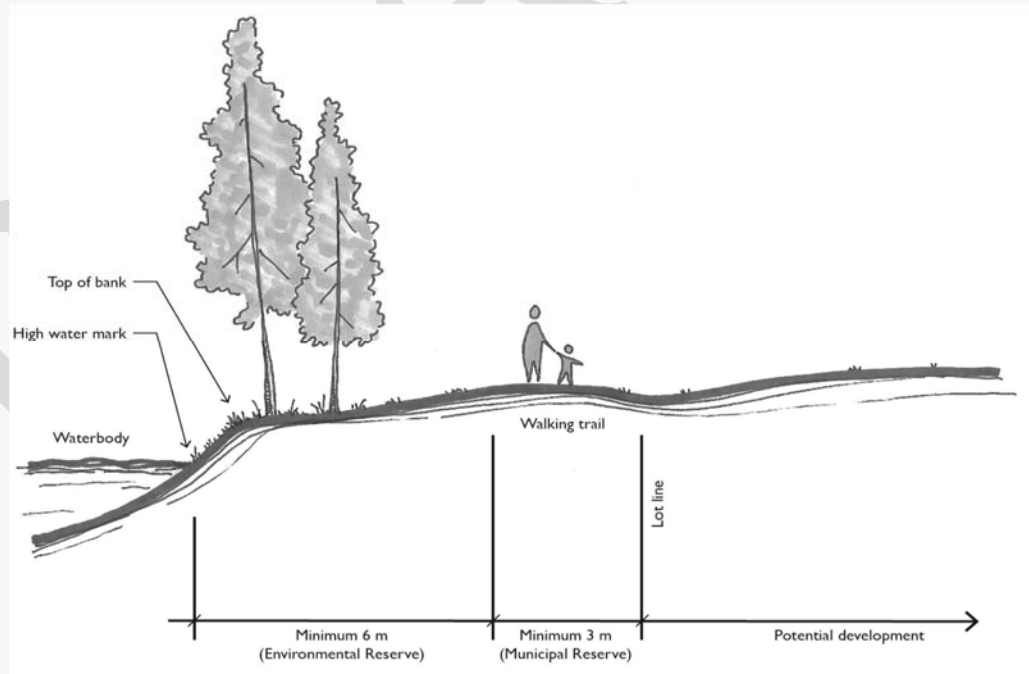 Top of bank
High water mark
Waterbody
Walking trail
Lot line
Minimum 6 m
(Environmental Reserve)
Minimum 3 m
(Municipal Reserve)
Potential development